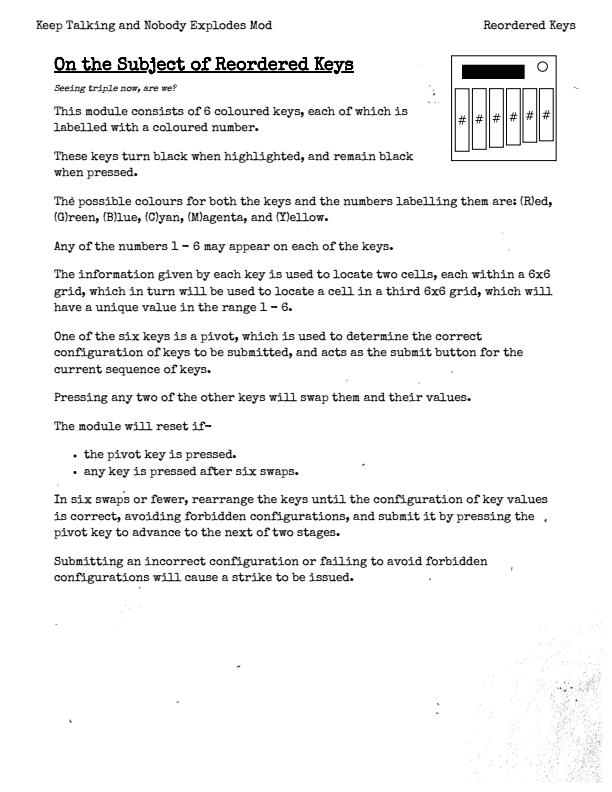 Keep Talking and Nobody Explodes Mod
Reordered Keys
On the Subject of Reordered Keys
Seeing triple now, are we?
This module consists of 6 coloured keys, each of which is
labelled with a coloured number.
These keys turn black when highlighted, and remain black
when pressed.
# # # # # #
The possible colours for both the keys and the numbers labelling them are: (R)ed,
(G)reen, (B)lue, (C)yan, (M)agenta, and (Y)ellow.
Any of the numbers 1 - 6 may appear on each of the keys.
The information given by each key is used to locate two cells, each within a 6x6
grid, which in turn will be used to locate a cell in a third 6x6 grid, which will
have a unique value in the range 1 - 6.
One of the six keys is a pivot, which is used to determine the correct
configuration of keys to be submitted, and acts as the submit button for the
current sequence of keys.
Pressing any two of the other keys will swap them and their values.
The module will reset if-
• the pivot key is pressed.
• any key is pressed after six swaps.
In six swaps or fewer, rearrange the keys until the configuration of key values
is correct, avoiding forbidden configurations, and submit it by pressing the
pivot key to advance to the next of two stages.
Submitting an incorrect configuration or failing to avoid forbidden
configurations will cause a strike to be issued.